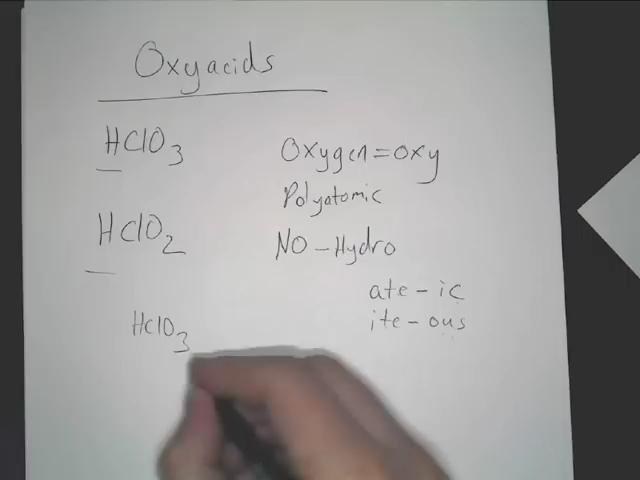 Oxyacids
HClO3
Oxygen = oxy
Polyatomic
HClO2
NO - Hydro
ate - ic
ite - ous
HClO3